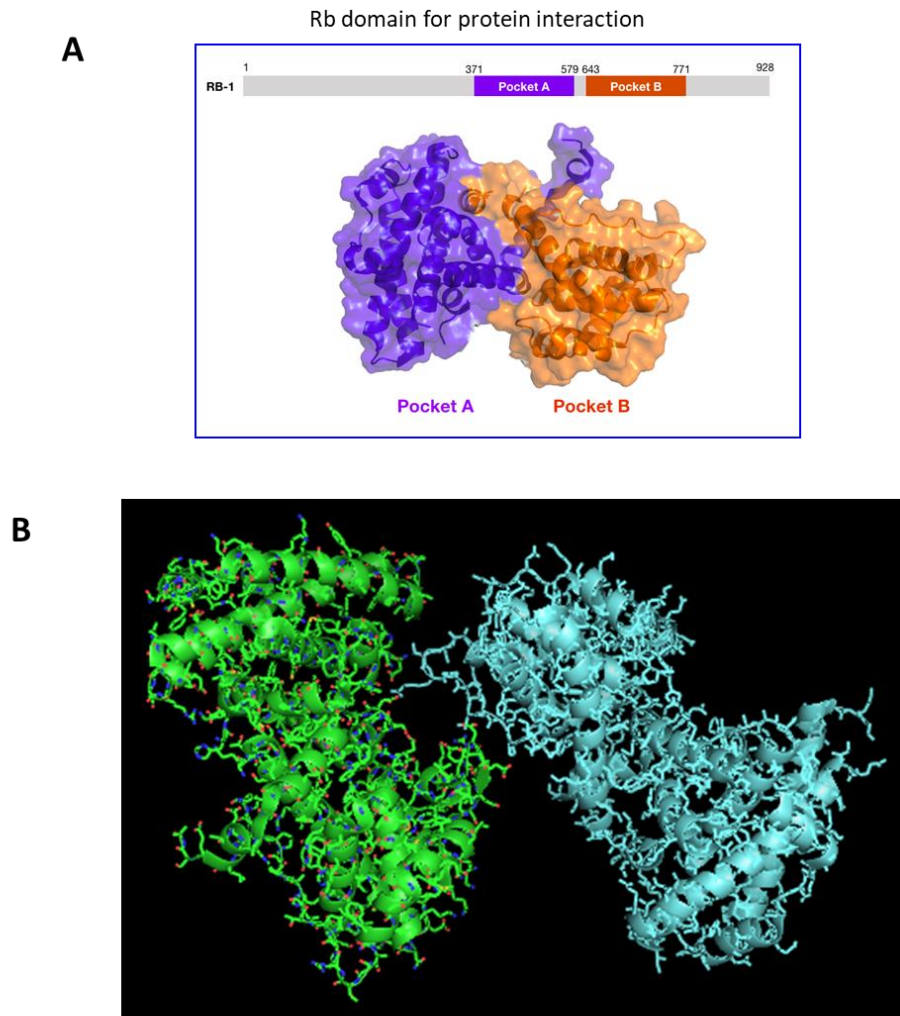 Rb domain for protein interaction
A
1 371 579 643 771 928
RB-1 Pocket A Pocket B
Pocket A Pocket B
B